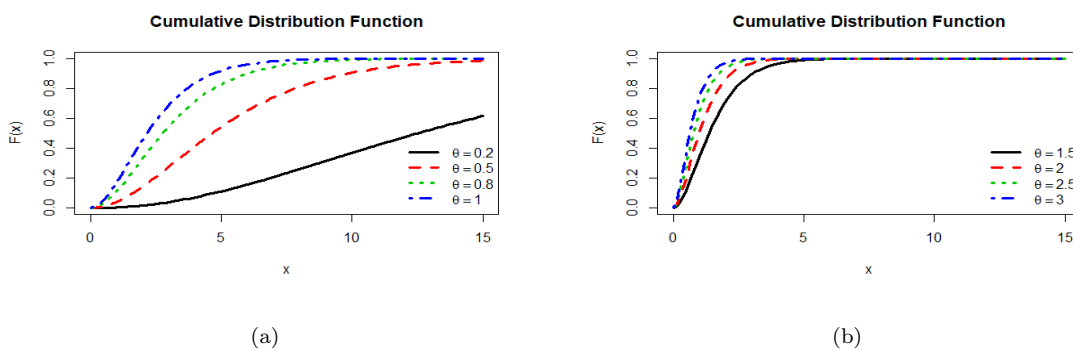 Cumulative Distribution Function
F(x)
1.0
0.8
0.6
0.4
0.2
0.0
θ = 0.2
θ = 0.5
θ = 0.8
θ = 1
0
5
10
15
x
(a)
Cumulative Distribution Function
F(x)
1.0
0.8
0.6
0.4
0.2
0.0
θ = 1.5
θ = 2
θ = 2.5
θ = 3
0
5
10
15
x
(b)